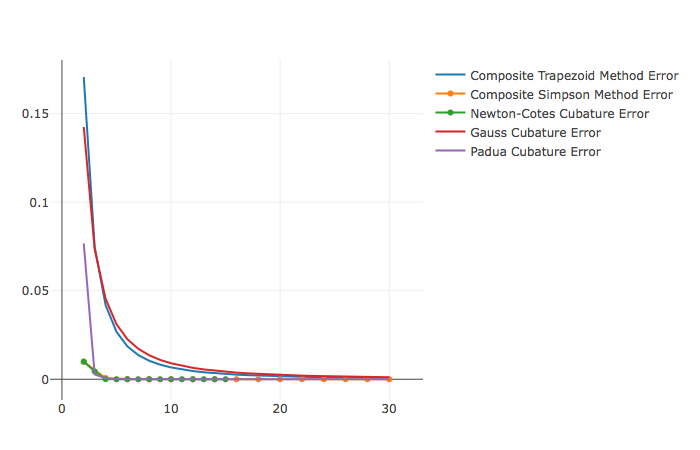 Composite Trapezoid Method Error
Composite Simpson Method Error
Newton-Cotes Cubature Error
Gauss Cubature Error
Padua Cubature Error
0.15
0.1
0.05
0
0 10 20 30